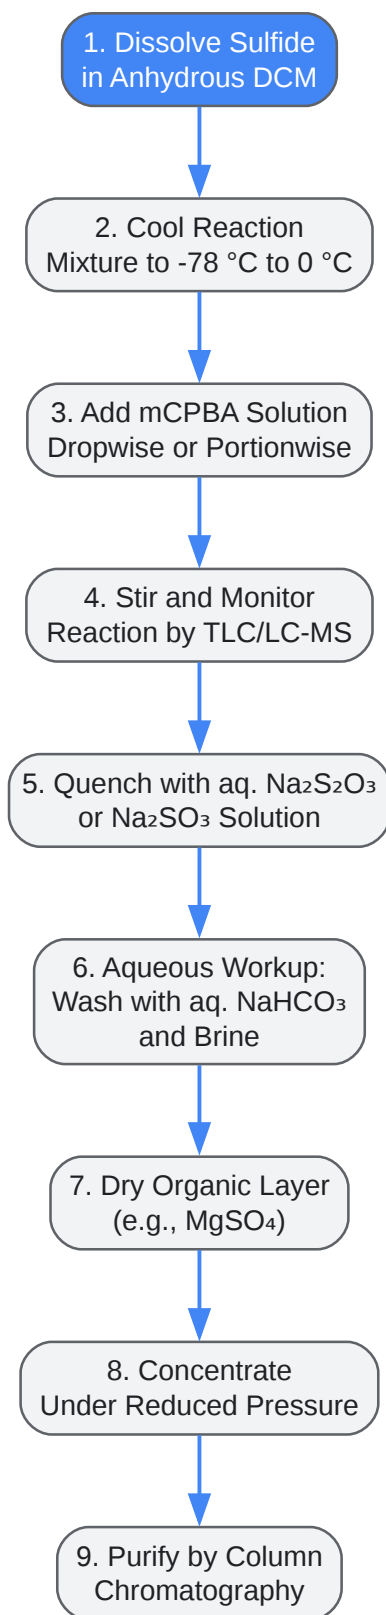 1. Dissolve Sulfide
in Anhydrous DCM
2. Cool Reaction
Mixture to -78 °C to 0 °C
3. Add mCPBA Solution
Dropwise or Portionwise
4. Stir and Monitor
Reaction by TLC/LC-MS
5. Quench with aq. Na₂S₂O₃
or Na₂SO₃ Solution
6. Aqueous Workup:
Wash with aq. NaHCO₃
and Brine
7. Dry Organic Layer
(e.g., MgSO₄)
8. Concentrate
Under Reduced Pressure
9. Purify by Column
Chromatography